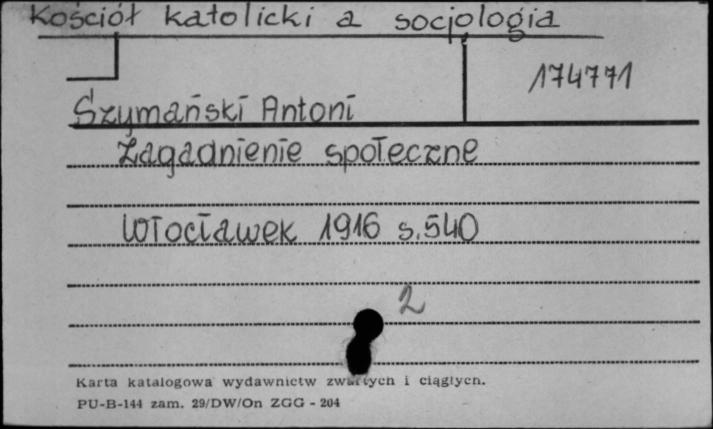 Kościół katolicki a socjologia
174771
Szymański Antoni
Zagadnienie społeczne
Włocławek 1916 s.540
2
Karta katalogowa wydawnictw zwartych i ciągłych.
PU-B-144 zam. 29/DW/On ZGG - 204